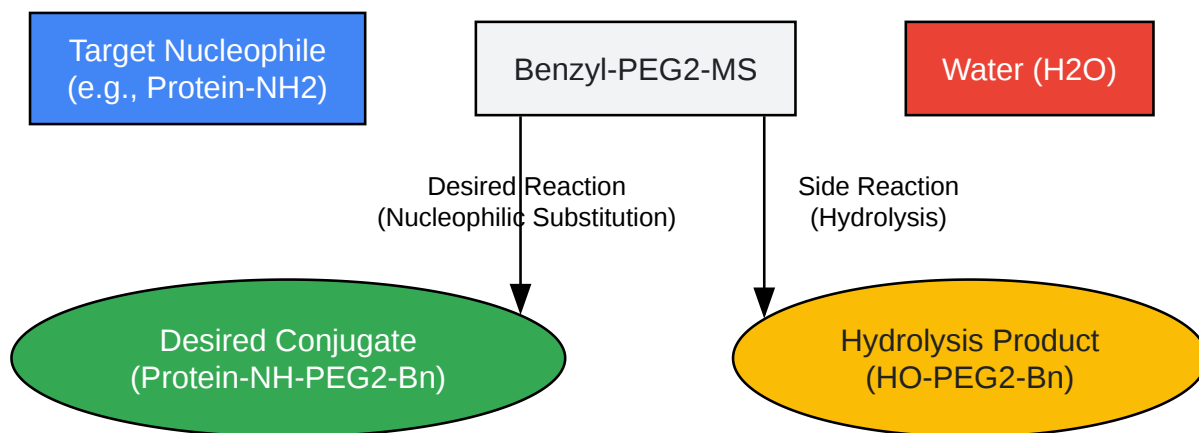 Target Nucleophile
(e.g., Protein-NH2)
Benzyl-PEG2-MS
Water (H2O)
Desired Reaction
(Nucleophilic Substitution)
Side Reaction
(Hydrolysis)
Desired Conjugate
(Protein-NH-PEG2-Bn)
Hydrolysis Product
(HO-PEG2-Bn)